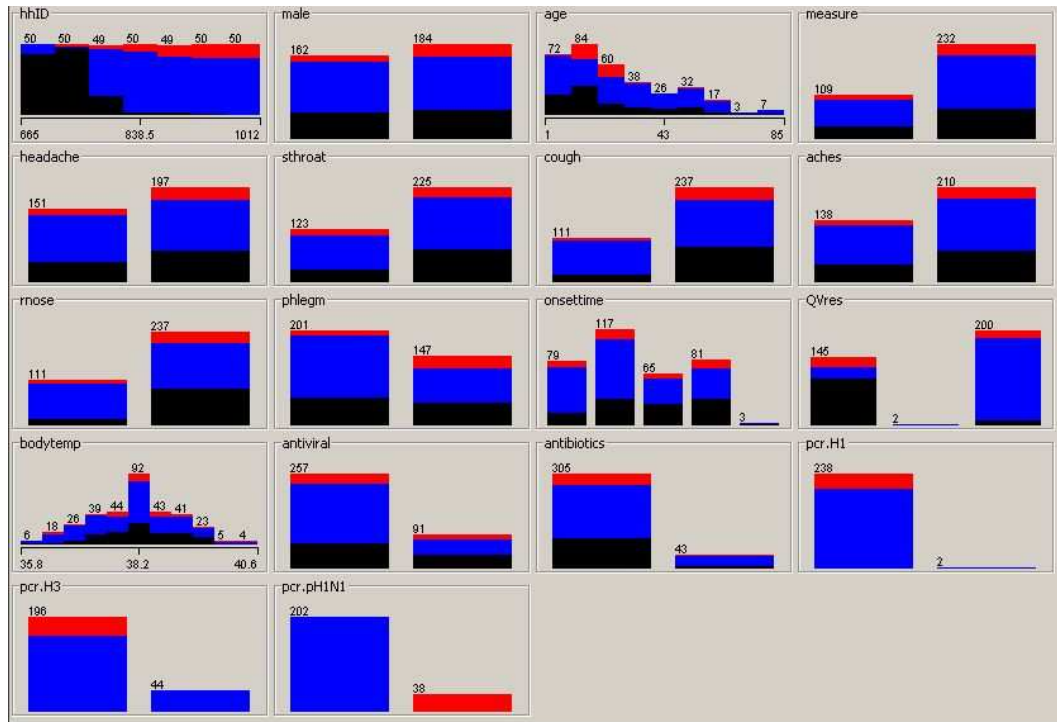 hhID
50 50 49 50 49 50 50
665 838.5 1012
male
162 184
age
72 84 60 38 26 32 17 3 7
1 43 85
measure
109 232
headache
151 197
sthroat
123 225
cough
111 237
aches
138 210
rnose
111 237
phlegm
201 147
onsettime
79 117 65 81 3
QVres
145 2 200
bodytemp
6 18 26 39 44 92 43 41 23 5 4
35.8 38.2 40.6
antiviral
257 91
antibiotics
305 43
pcr.H1
238 2
pcr.H3
196 44
pcr.pH1N1
202 38